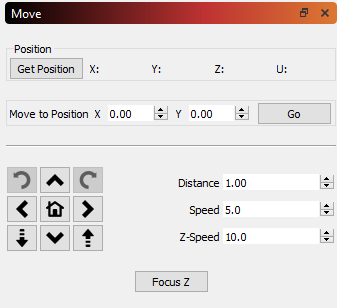 Move
Position
Get Position X: Y: Z: U:
Move to Position X 0.00 Y 0.00 Go
Distance 1.00
Speed 5.0
Z-Speed 10.0
Focus Z